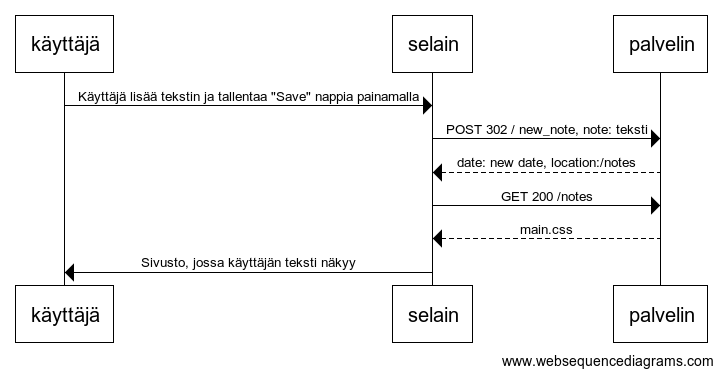 käyttäjä selain palvelin
Käyttäjä lisää tekstin ja tallentaa "Save" nappia painamalla
POST 302 / new_note, note: teksti
date: new date, location:/notes
GET 200 /notes
main.css
Sivusto, jossa käyttäjän teksti näkyy
käyttäjä selain palvelin
www.websequencediagrams.com